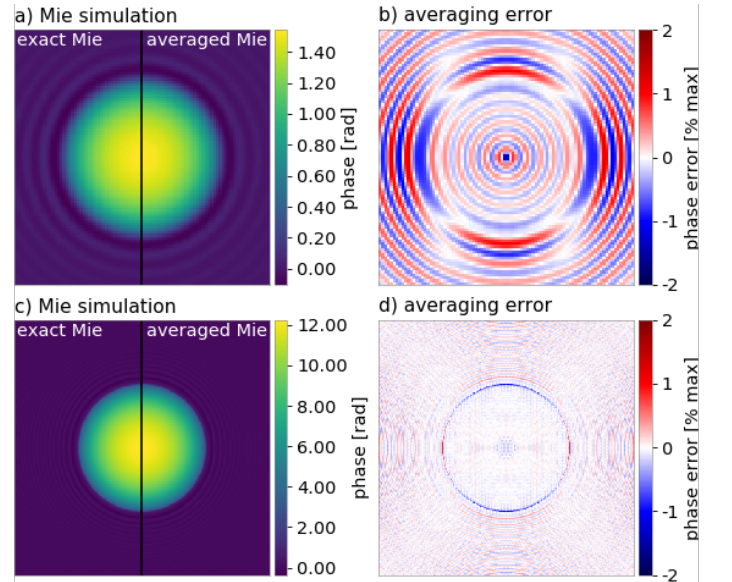 a) Mie simulation
exact Mie
averaged Mie
1.40
1.20
1.00
0.80
0.60
0.40
0.20
0.00
phase [rad]
b) averaging error
2
1
0
-1
-2
phase error [% max]
c) Mie simulation
exact Mie
averaged Mie
12.00
10.00
8.00
6.00
4.00
2.00
0.00
phase [rad]
d) averaging error
2
1
0
-1
-2
phase error [% max]